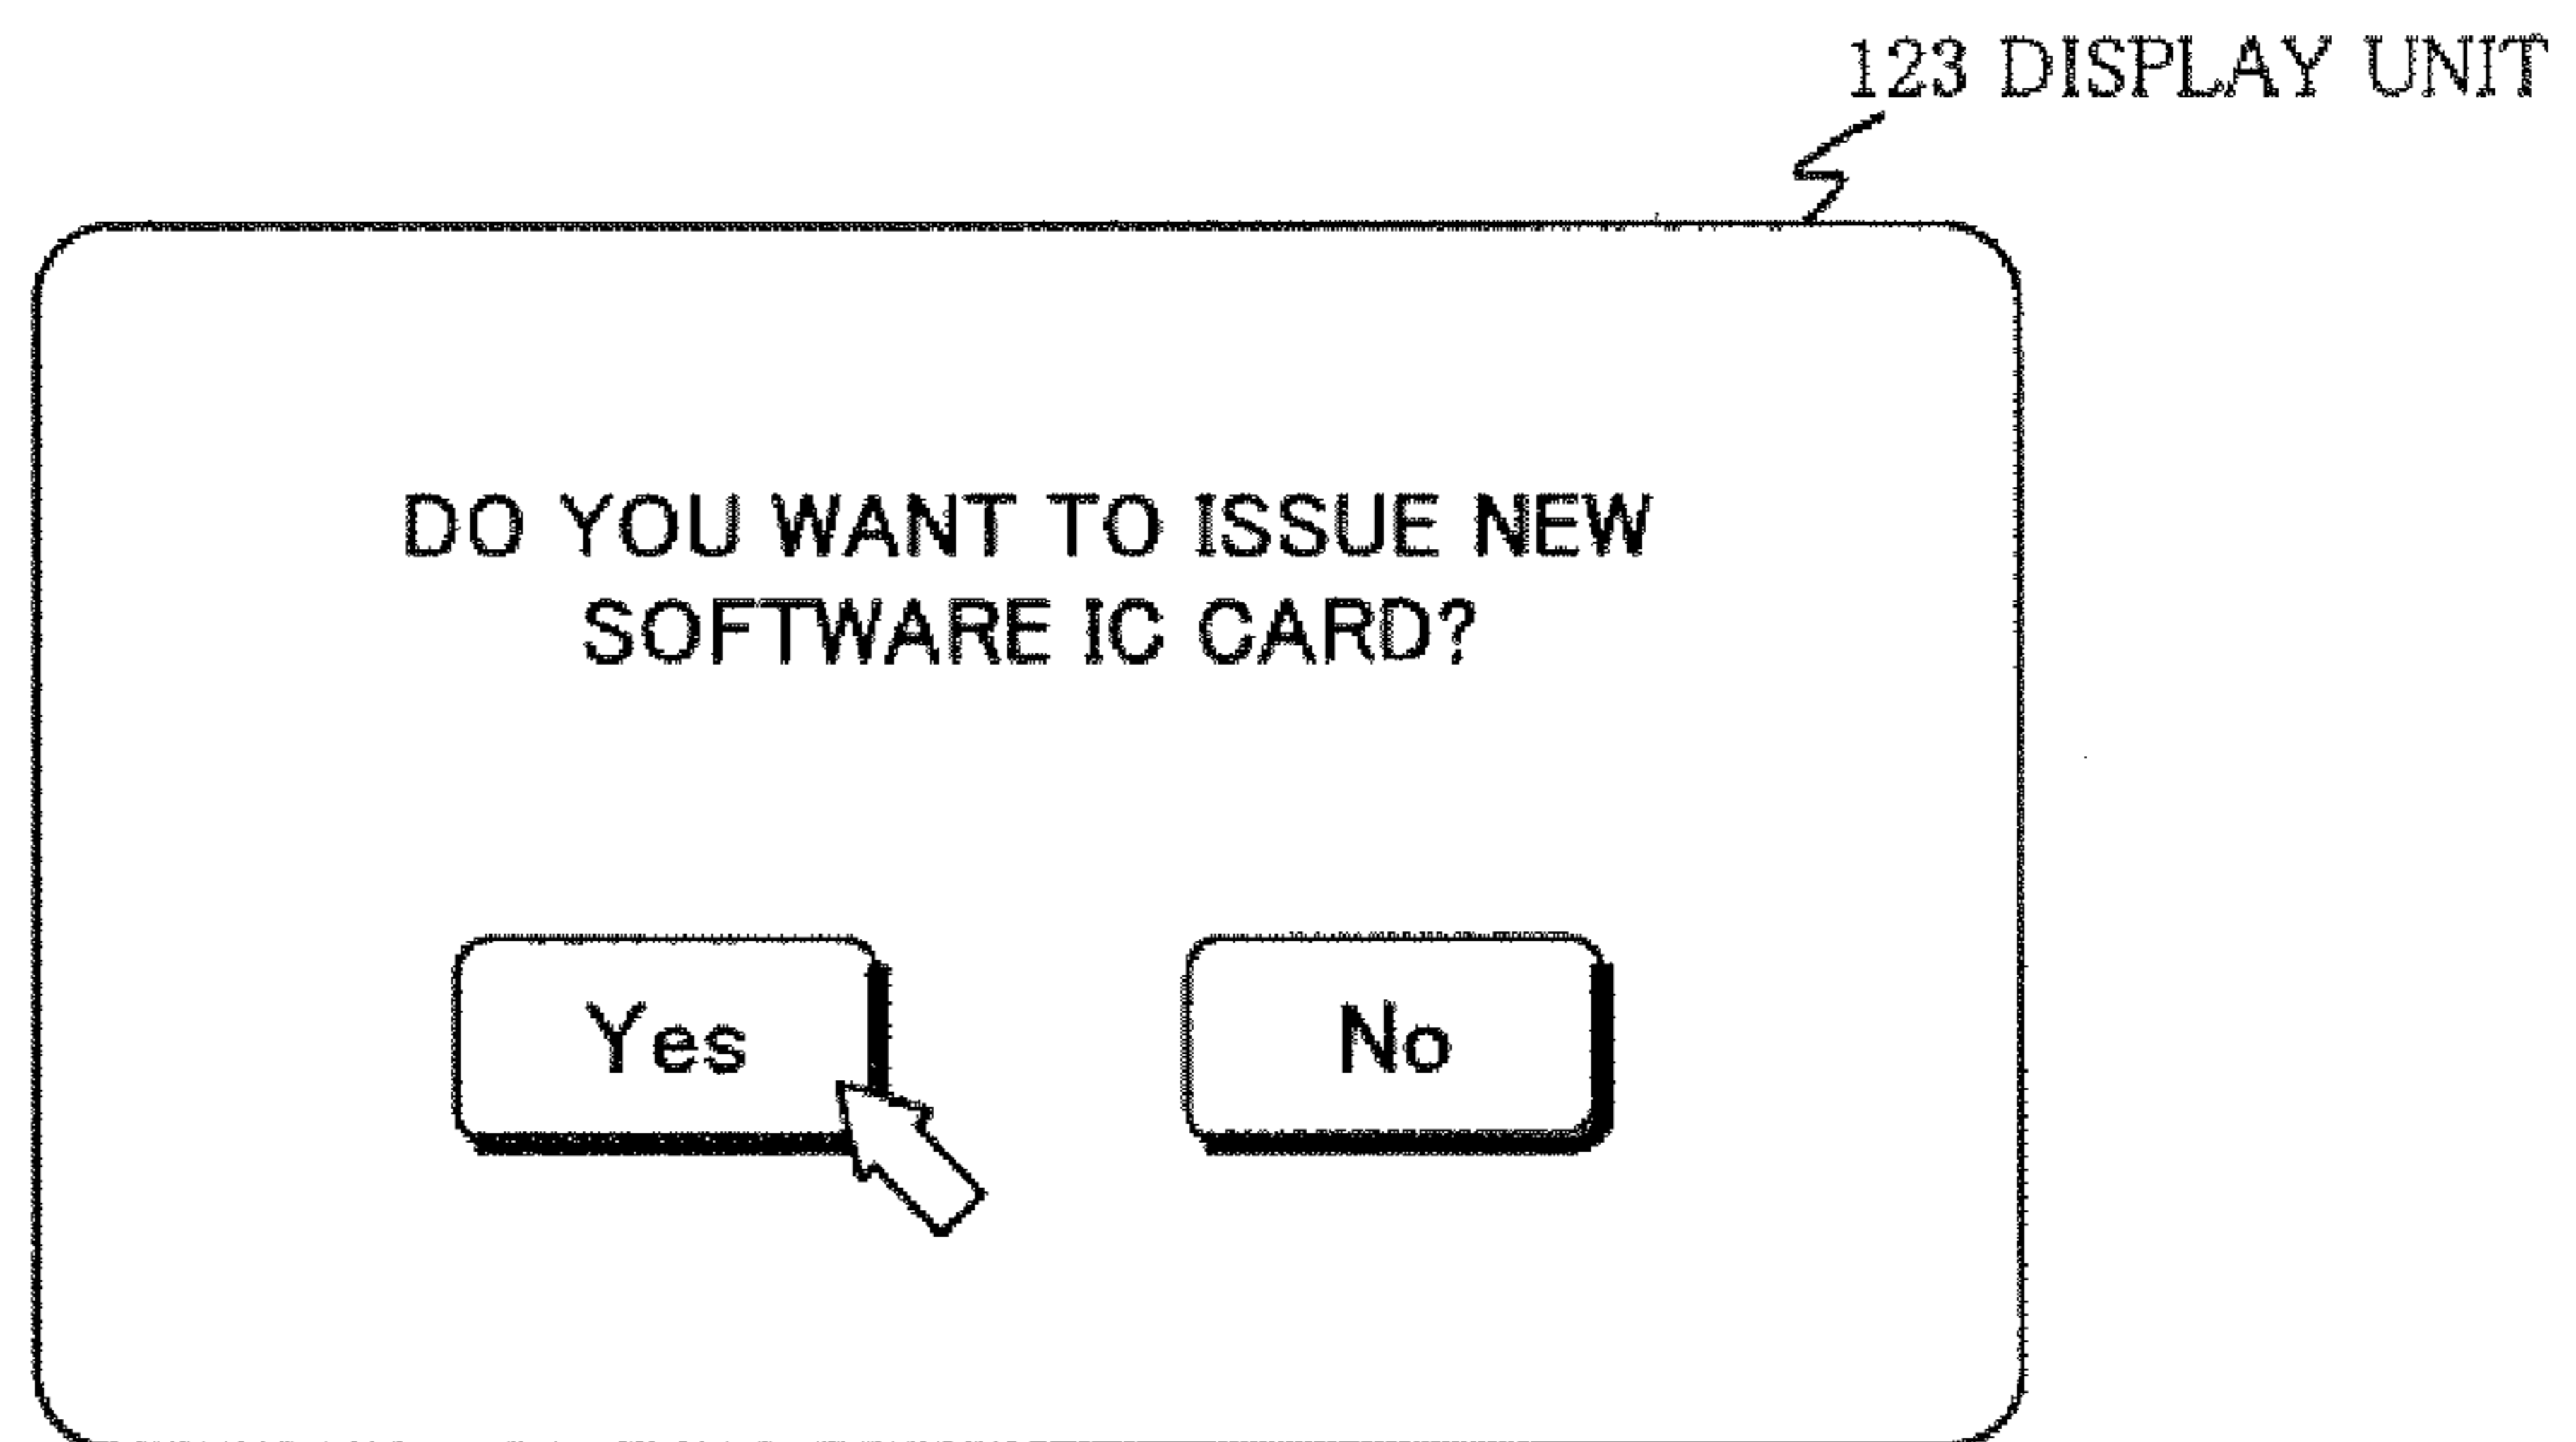 123 DISPLAY UNIT
DO YOU WANT TO ISSUE NEW
SOFTWARE IC CARD?
Yes
No